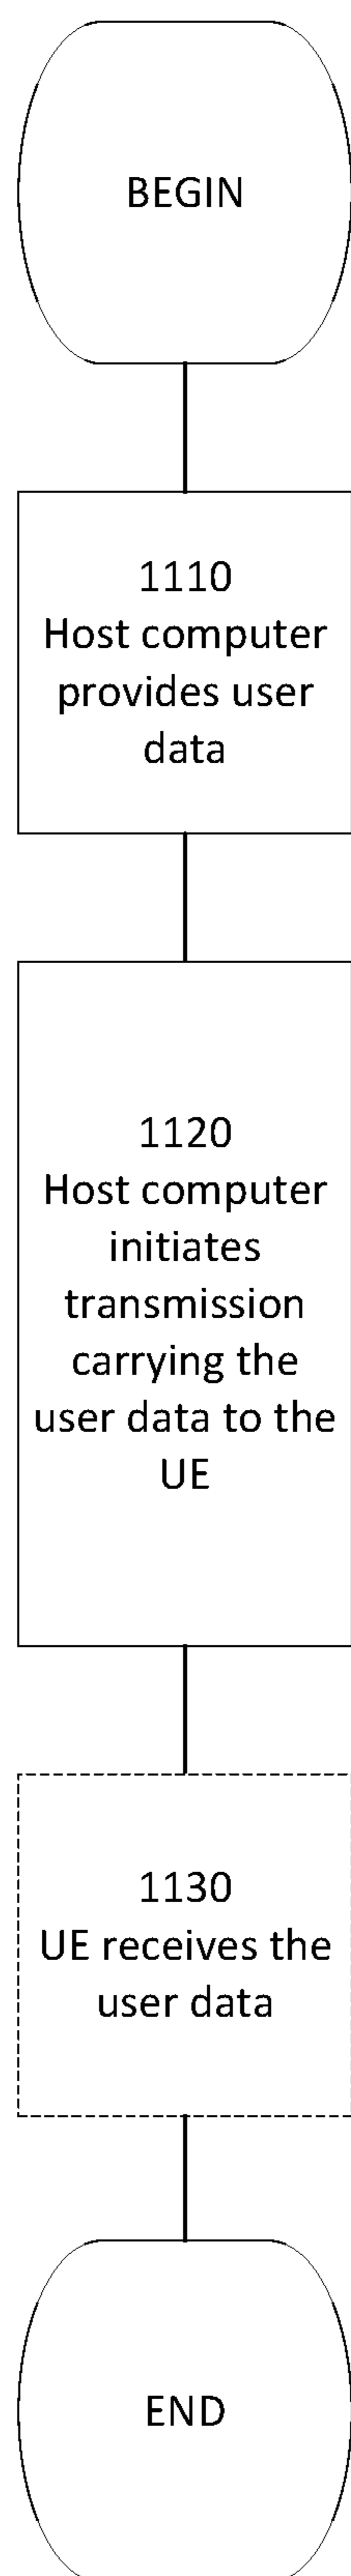 BEGIN
1110
Host computer
provides user
data
1120
Host computer
initiates
transmission
carrying the
user data to the
UE
1130
UE receives the
user data
END